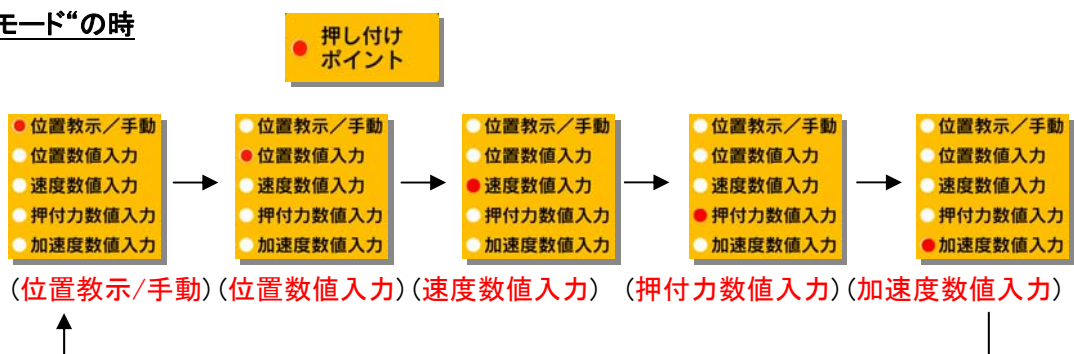 モード“の時
押し付け
ポイント
位置教示／手動
位置数値入力
速度数値入力
押付力数値入力
加速度数値入力
位置教示／手動
位置数値入力
速度数値入力
押付力数値入力
加速度数値入力
位置教示／手動
位置数値入力
速度数値入力
押付力数値入力
加速度数値入力
位置教示／手動
位置数値入力
速度数値入力
押付力数値入力
加速度数値入力
位置教示／手動
位置数値入力
速度数値入力
押付力数値入力
加速度数値入力
(位置教示/手動)(位置数値入力)(速度数値入力) (押付力数値入力)(加速度数値入力)